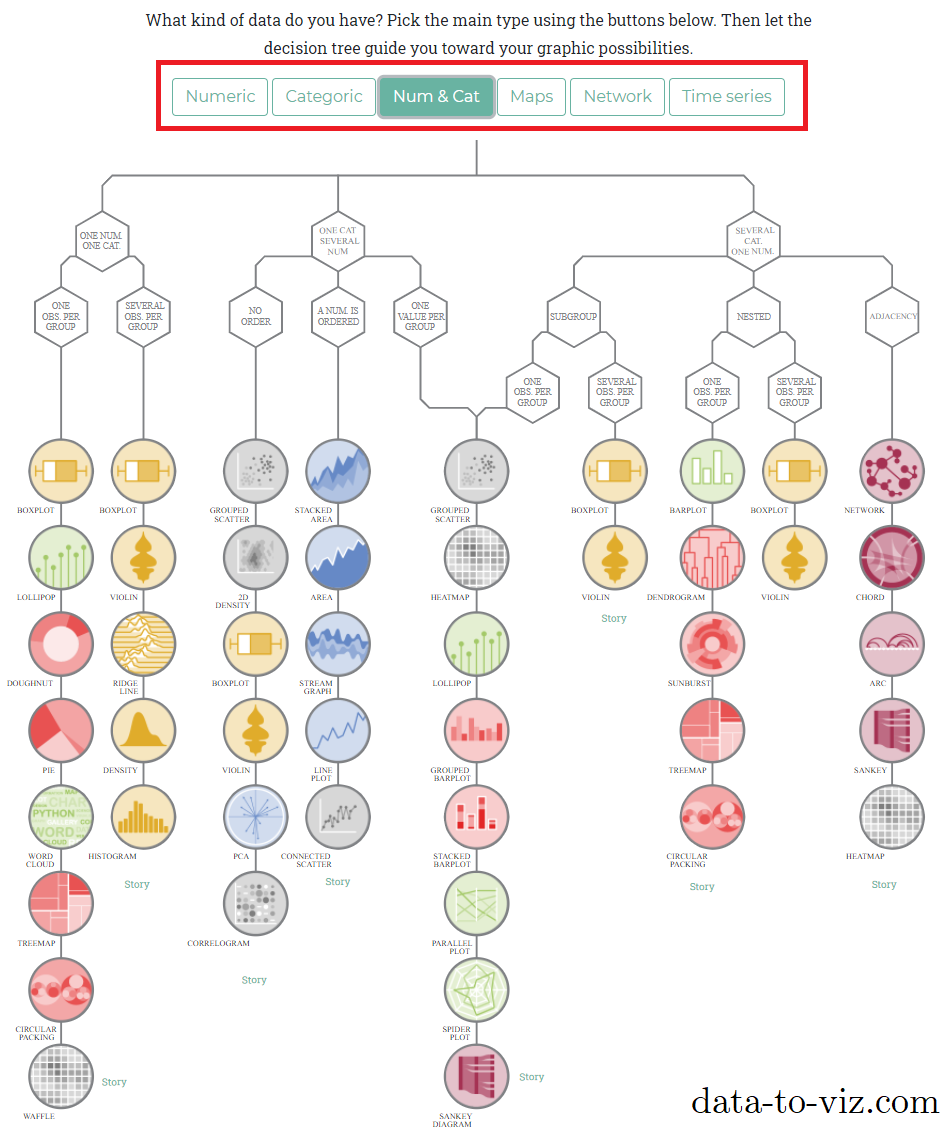 What kind of data do you have? Pick the main type using the buttons below. Then let the
decision tree guide you toward your graphic possibilities.
Numeric
Categoric
Num & Cat
Maps
Network
Time series
ONE NUM.
ONE CAT.
ONE CAT
SEVERAL
NUM
SEVERAL
CAT.
ONE NUM.
ONE
OBS. PER
GROUP
SEVERAL
OBS. PER
GROUP
NO
ORDER
A NUM. IS
ORDERED
ONE
VALUE PER
GROUP
SUBGROUP
NESTED
ADJACENCY
ONE
OBS. PER
GROUP
SEVERAL
OBS. PER
GROUP
ONE
OBS. PER
GROUP
SEVERAL
OBS. PER
GROUP
BOXPLOT
BOXPLOT
GROUPED
SCATTER
STACKED
AREA
GROUPED
SCATTER
BOXPLOT
BARPLOT
BOXPLOT
NETWORK
LOLLIPOP
VIOLIN
2D
DENSITY
AREA
HEATMAP
VIOLIN
DENDROGRAM
VIOLIN
CHORD
Story
DOUGHNUT
RIDGE
LINE
BOXPLOT
STREAM
GRAPH
LOLLIPOP
SUNBURST
ARC
PIE
DENSITY
VIOLIN
LINE
PLOT
GROUPED
BARPLOT
TREEMAP
SANKEY
CHAR
PYTHON
WORD
CLOUD
WORD
CLOUD
HISTOGRAM
PCA
CONNECTED
SCATTER
STACKED
BARPLOT
CIRCULAR
PACKING
HEATMAP
Story
Story
Story
Story
TREEMAP
CORRELOGRAM
PARALLEL
PLOT
Story
CIRCULAR
PACKING
SPIDER
PLOT
Story
Story
WAFFLE
SANKEY
DIAGRAM
data-to-viz.com